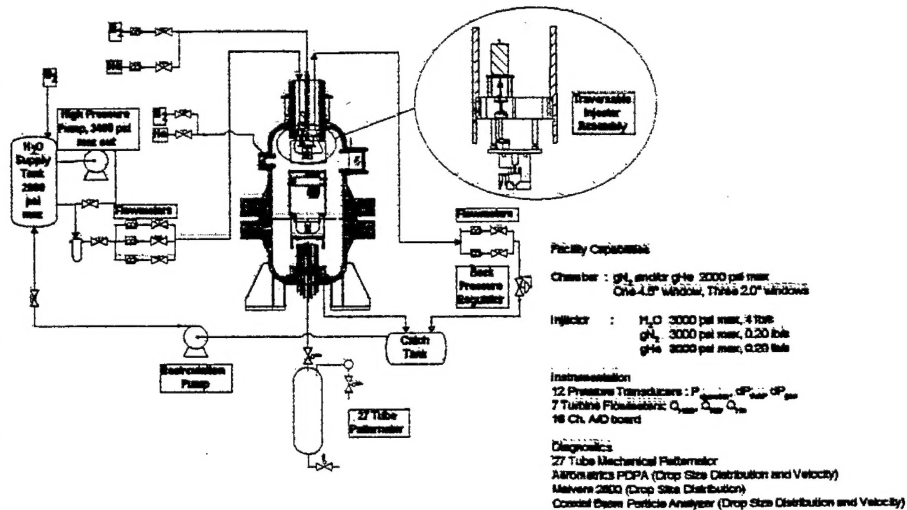 High Pressure
Pump, 3400 psi
max out
H₂O
Supply
Tank
2000
psi
max
Flowmeters
Traversable
Injector
Assembly
Flowmeters
Back
Pressure
Regulator
Catch
Tank
Recirculation
Pump
27 Tube
Patternator
Facility Capabilities
Chamber : gN₂ and/or gHe 2000 psi max
One 4.5" window, Three 2.0" windows
Injector : H₂O 3000 psi max, 4 lb/s
gN₂ 3000 psi max, 0.20 lb/s
gHe 3000 psi max, 0.20 lb/s
Instrumentation
12 Pressure Transducers :
7 Turbine Flowmeters:
16 Ch. A/D board
Diagnostics
27 Tube Mechanical Patternator
Aerometrics PDPA (Drop Size Distribution and Velocity)
Malvern 2600 (Drop Size Distribution)
Coaxial Beam Particle Analyzer (Drop Size Distribution and Velocity)